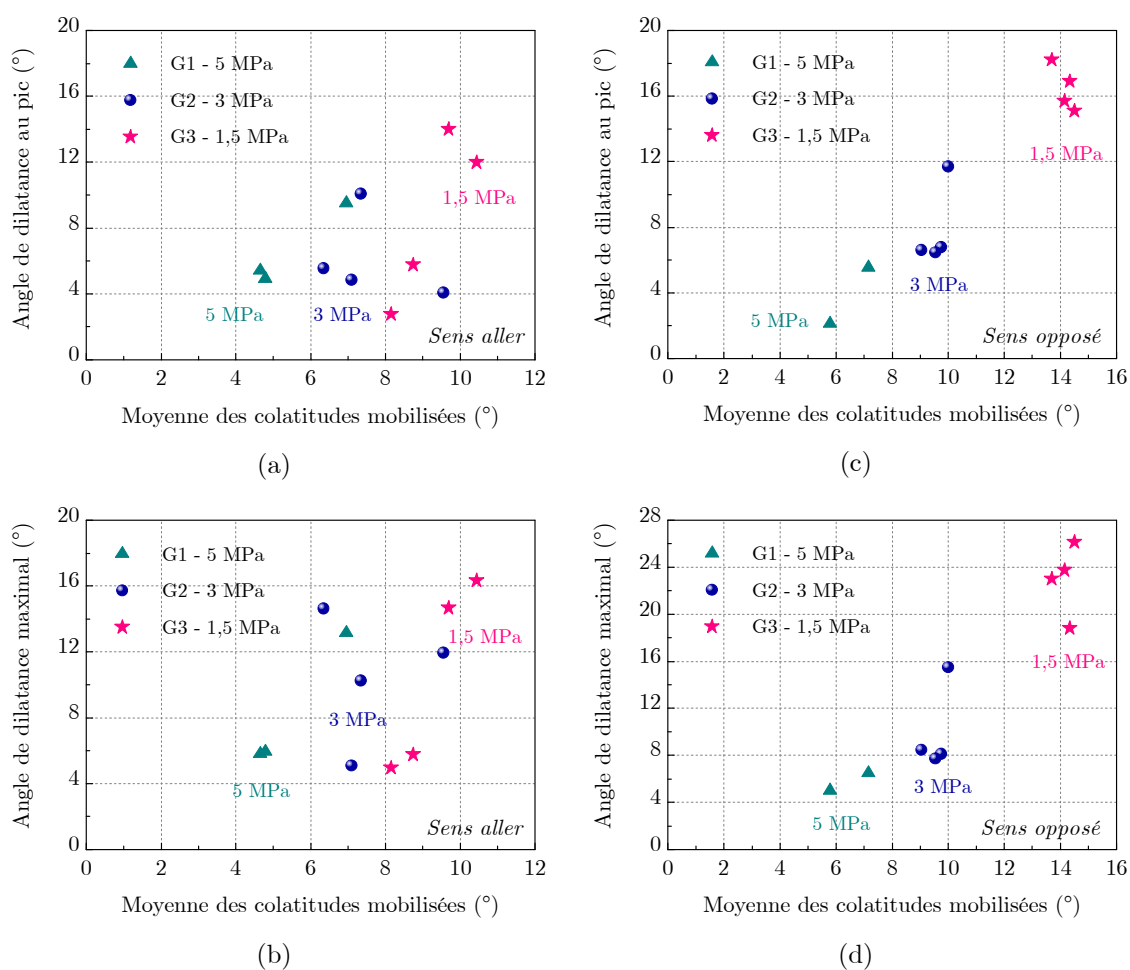 20
16
12
8
4
0
Angle de dilatance au pic (°)
G1 - 5 MPa
G2 - 3 MPa
G3 - 1,5 MPa
1,5 MPa
5 MPa
3 MPa
Sens aller
0 2 4 6 8 10 12
Moyenne des colatitudes mobilisées (°)
(a)
20
16
12
8
4
0
Angle de dilatance au pic (°)
G1 - 5 MPa
G2 - 3 MPa
G3 - 1,5 MPa
1,5 MPa
3 MPa
5 MPa
Sens opposé
0 2 4 6 8 10 12 14 16
Moyenne des colatitudes mobilisées (°)
(c)
20
16
12
8
4
0
Angle de dilatance maximal (°)
G1 - 5 MPa
G2 - 3 MPa
G3 - 1,5 MPa
1,5 MPa
3 MPa
5 MPa
Sens aller
0 2 4 6 8 10 12
Moyenne des colatitudes mobilisées (°)
(b)
28
24
20
16
12
8
4
0
Angle de dilatance maximal (°)
G1 - 5 MPa
G2 - 3 MPa
G3 - 1,5 MPa
1,5 MPa
3 MPa
5 MPa
Sens opposé
0 2 4 6 8 10 12 14 16
Moyenne des colatitudes mobilisées (°)
(d)